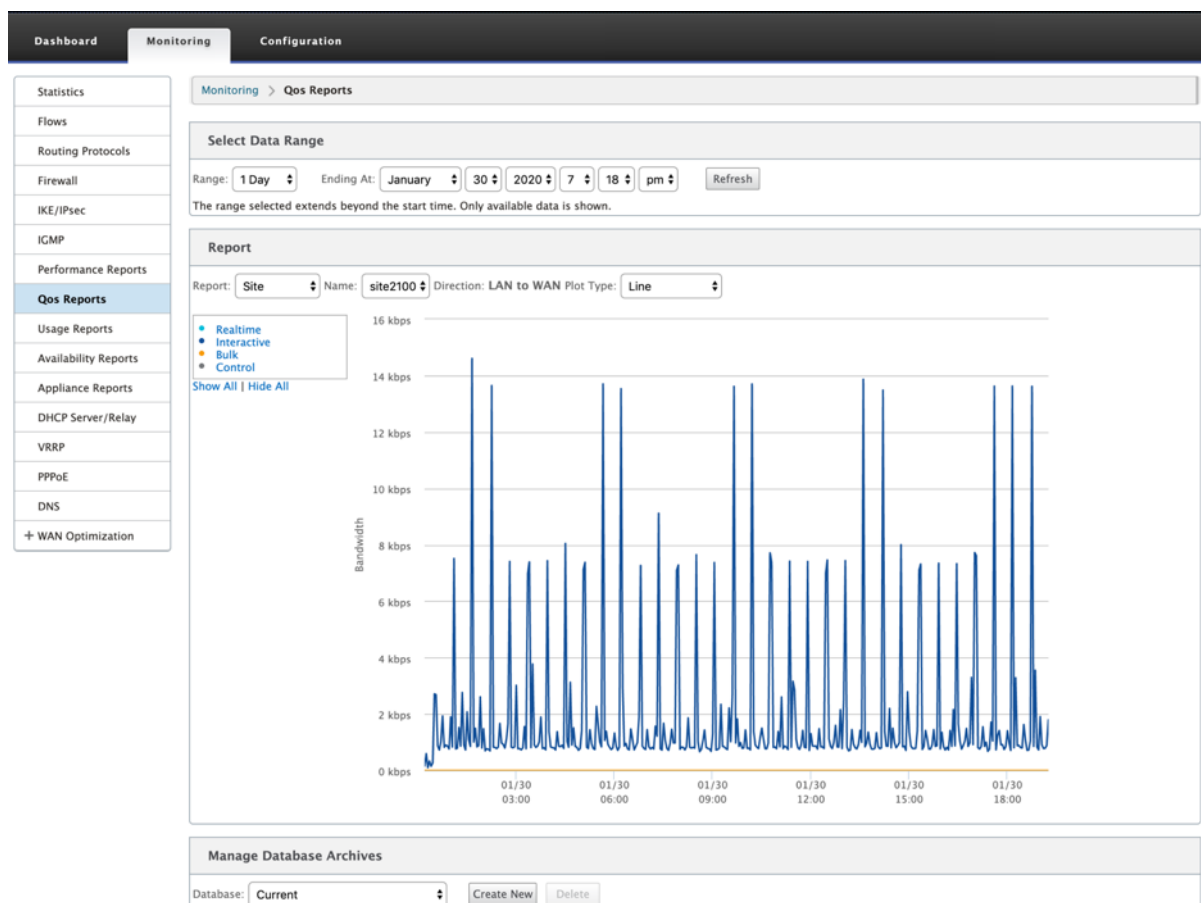 Dashboard Monitoring Configuration
Statistics
Flows
Routing Protocols
Firewall
IKE/IPsec
IGMP
Performance Reports
Qos Reports
Usage Reports
Availability Reports
Appliance Reports
DHCP Server/Relay
VRRP
PPPoE
DNS
+ WAN Optimization
Monitoring > Qos Reports
Select Data Range
Range: 1 Day Ending At: January 30 2020 7 18 pm Refresh
The range selected extends beyond the start time. Only available data is shown.
Report
Report: Site Name: site2100 Direction: LAN to WAN Plot Type: Line
Realtime
Interactive
Bulk
Control
Show All | Hide All
Bandwidth
16 kbps
14 kbps
12 kbps
10 kbps
8 kbps
6 kbps
4 kbps
2 kbps
0 kbps
01/30 01/30 01/30 01/30 01/30 01/30
03:00 06:00 09:00 12:00 15:00 18:00
Manage Database Archives
Database: Current Create New Delete